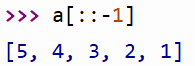 >>> a[::-1]
[5, 4, 3, 2, 1]